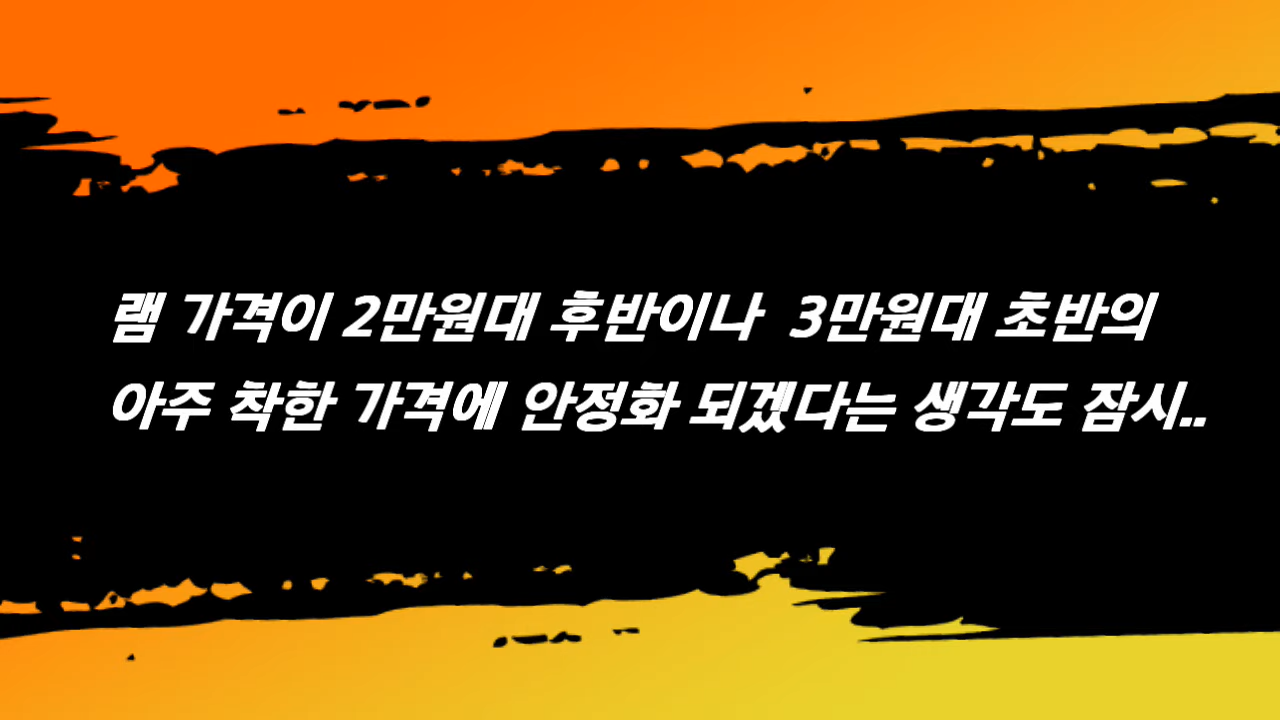 램 가격이 2만원대 후반이나 3만원대 초반의
아주 착한 가격에 안정화 되겠다는 생각도 잠시..